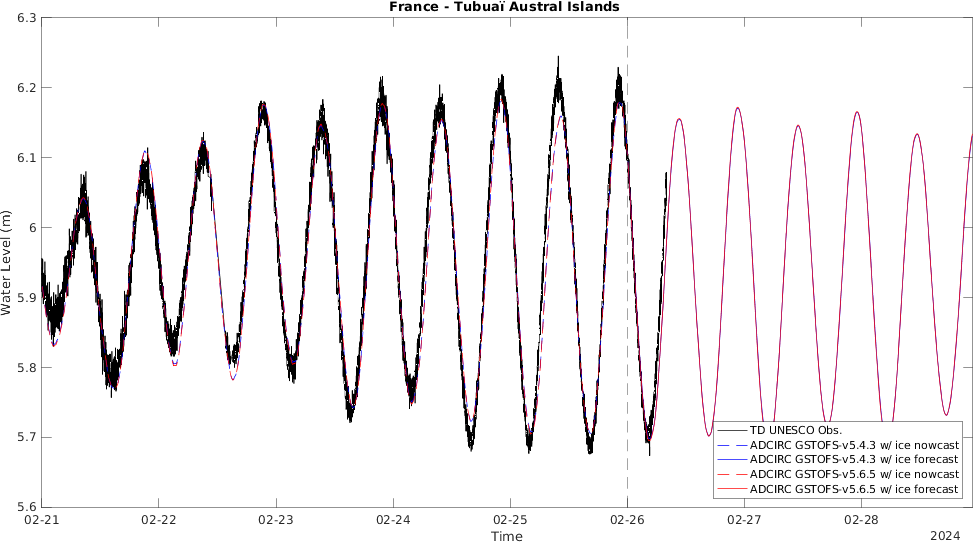 France - Tubuaï Austral Islands
6.3
6.2
6.1
6
5.9
5.8
5.7
5.6
Water Level (m)
TD UNESCO Obs.
ADCIRC GSTOFS-v5.4.3 w/ ice nowcast
ADCIRC GSTOFS-v5.4.3 w/ ice forecast
ADCIRC GSTOFS-v5.6.5 w/ ice nowcast
ADCIRC GSTOFS-v5.6.5 w/ ice forecast
02-21 02-22 02-23 02-24 02-25 02-26 02-27 02-28
Time
2024